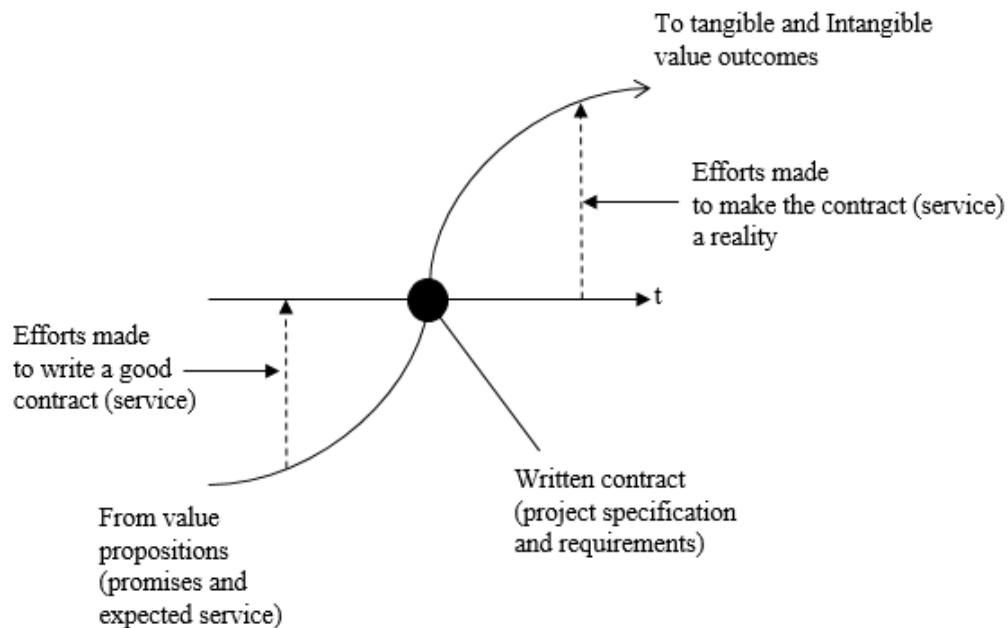 To tangible and Intangible
value outcomes
Efforts made
to make the contract (service)
a reality
t
Efforts made
to write a good
contract (service)
Written contract
(project specification
and requirements)
From value
propositions
(promises and
expected service)